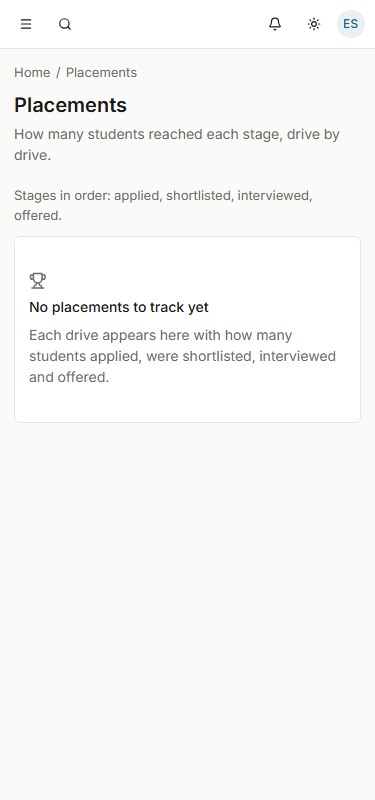 ES
Home / Placements
Placements
How many students reached each stage, drive by
drive.
Stages in order: applied, shortlisted, interviewed,
offered.
No placements to track yet
Each drive appears here with how many
students applied, were shortlisted, interviewed
and offered.